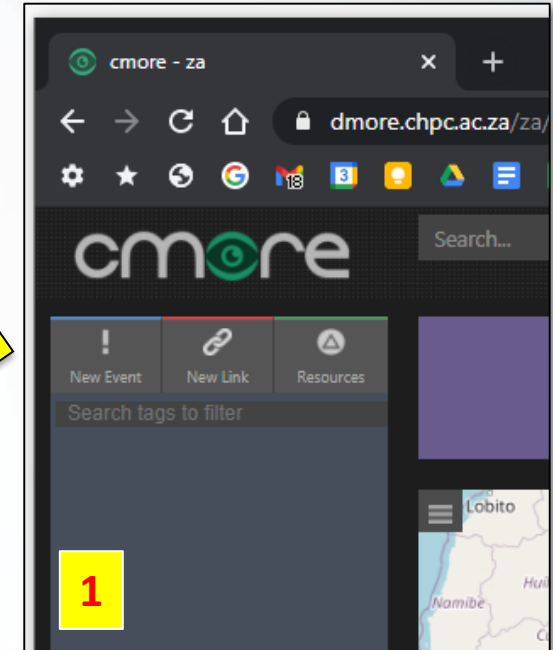 cmore - za
dmore.chpc.ac.za/za/
18
3
cmore
Search...
New Event New Link Resources
Search tags to filter
Lobito
Namibe
1